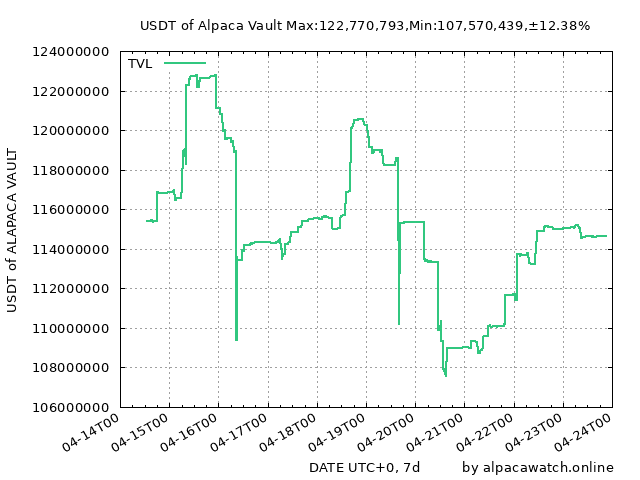 USDT of Alpaca Vault Max:122,770,793,Min:107,570,439,±12.38%
TVL
124000000
122000000
120000000
118000000
116000000
114000000
112000000
110000000
108000000
106000000
USDT of ALAPACA VAULT
04-14T00
04-15T00
04-16T00
04-17T00
04-18T00
04-19T00
04-20T00
04-21T00
04-22T00
04-23T00
04-24T00
DATE UTC+0, 7d
by alpacawatch.online